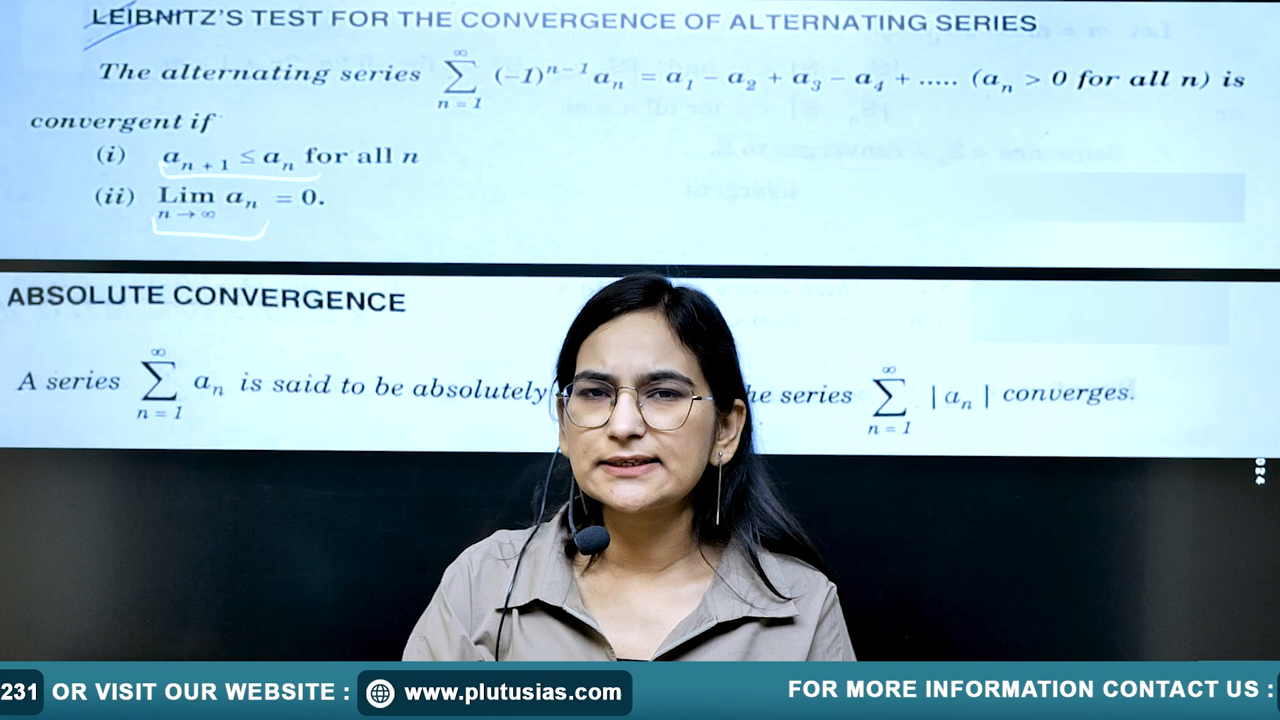 LEIBNITZ'S TEST FOR THE CONVERGENCE OF ALTERNATING SERIES
The alternating series ∑_{n=1}^{∞} (−1)^{n−1} a_n = a_1 − a_2 + a_3 − a_4 + ..... (a_n > 0 for all n) is
convergent if
(i) a_{n+1} ≤ a_n for all n
(ii) Lim_{n→∞} a_n = 0.
ABSOLUTE CONVERGENCE
A series ∑_{n=1}^{∞} a_n is said to be absolutely he series ∑_{n=1}^{∞} | a_n | converges.
024
231 OR VISIT OUR WEBSITE : www.plutusias.com FOR MORE INFORMATION CONTACT US :